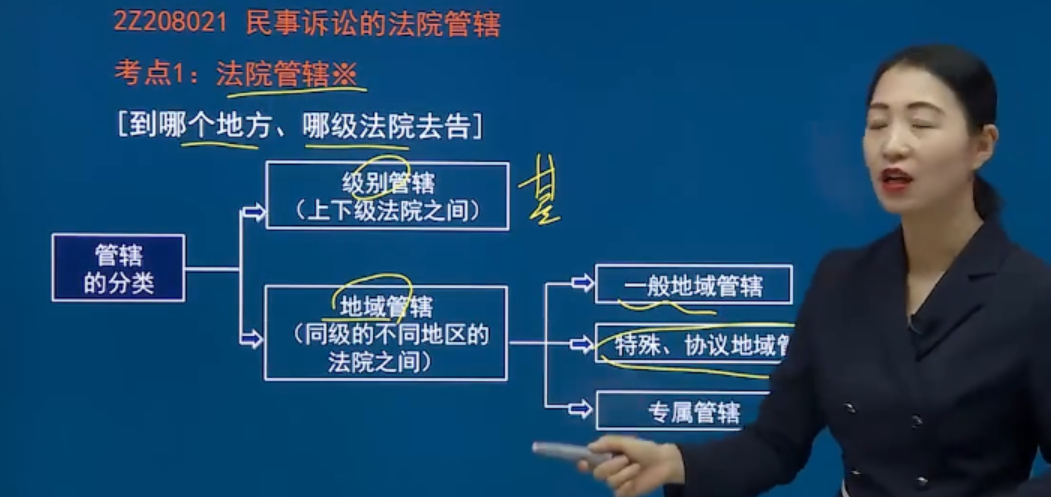 2Z208021 民事诉讼的法院管辖
考点1：法院管辖※
[到哪个地方、哪级法院去告]
级别管辖
（上下级法院之间）
基
管辖
的分类
地域管辖
（同级的不同地区的
法院之间）
一般地域管辖
特殊、协议地域管
专属管辖